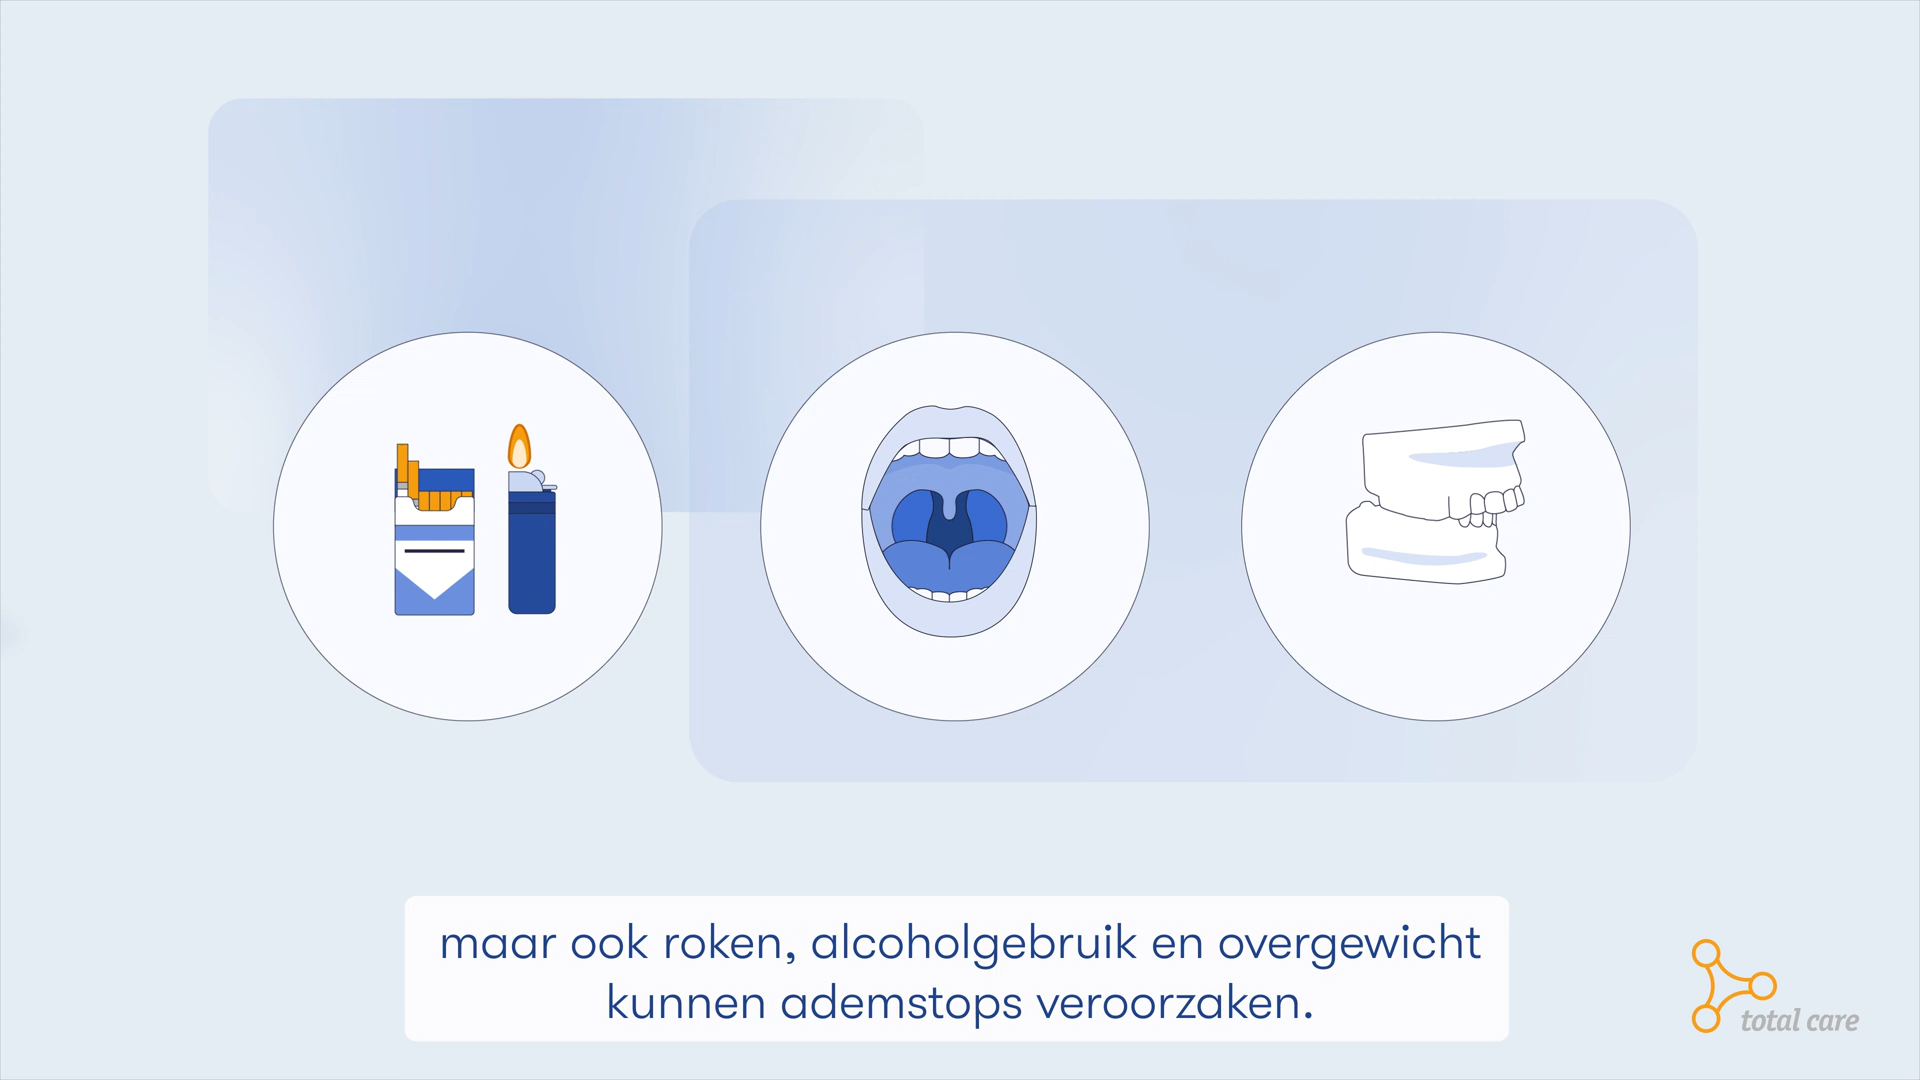 maar ook roken, alcoholgebruik en overgewicht
kunnen ademstops veroorzaken.
total care